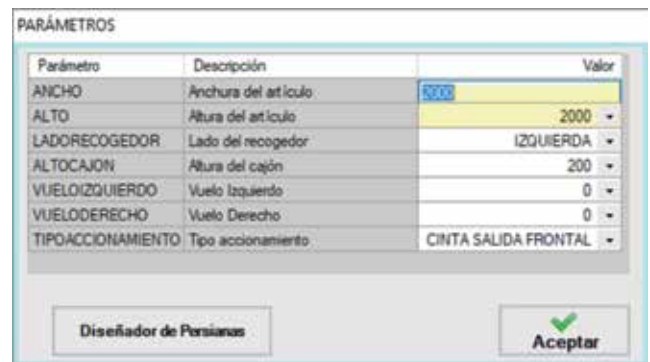 PARÁMETROS
Parámetro Descripción Valor
ANCHO Anchura del artículo 2000
ALTO Altura del artículo 2000
LADORECOGEDOR Lado del recogedor IZQUIERDA
ALTOCAJON Altura del cajón 200
VUELOIZQUIERDO Vuelo Izquierdo 0
VUELODERECHO Vuelo Derecho 0
TIPOACCIONAMIENTO Tipo accionamiento CINTA SALIDA FRONTAL
Diseñador de Persianas
Aceptar